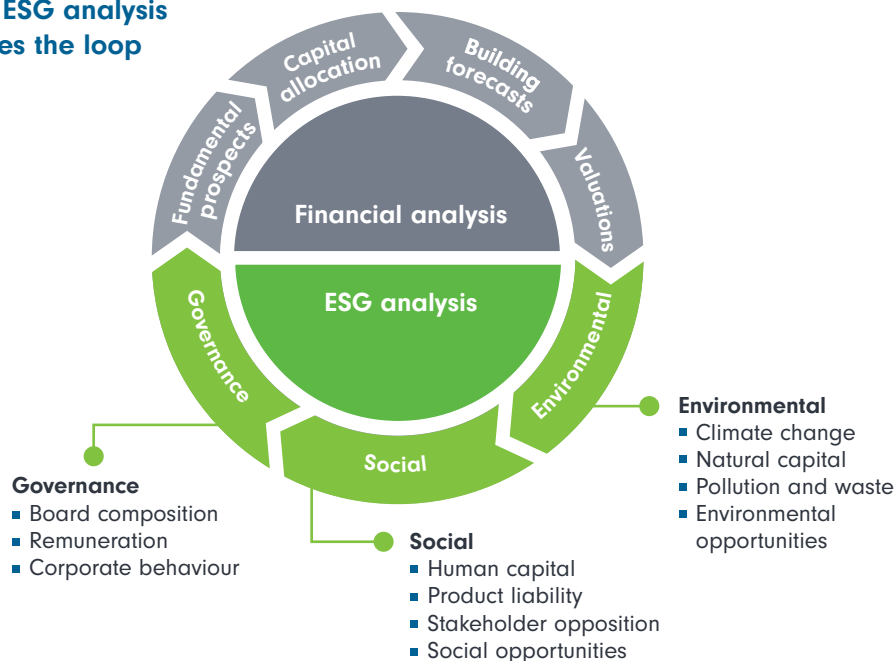 ESG analysis
es the loop
Capital
allocation
Building
forecasts
Fundamental
prospects
Valuations
Financial analysis
ESG analysis
Governance
Environmental
Social
Environmental
Climate change
Natural capital
Pollution and waste
Environmental
opportunities
Governance
Board composition
Remuneration
Corporate behaviour
Social
Human capital
Product liability
Stakeholder opposition
Social opportunities